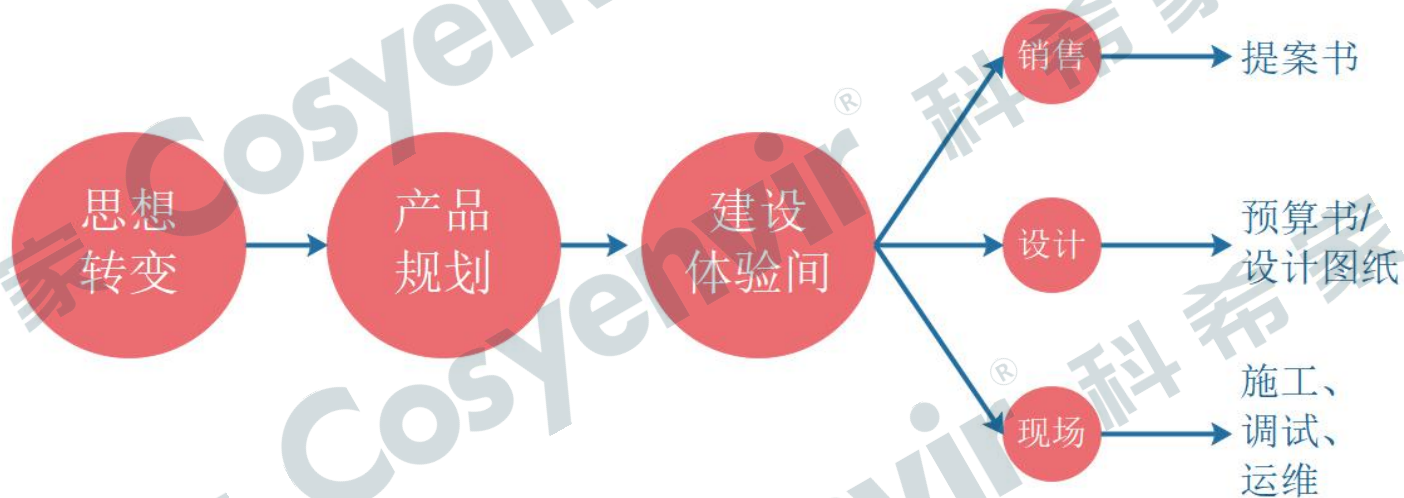 思想
转变
产品
规划
建设
体验间
销售
提案书
设计
预算书/
设计图纸
现场
施工、
调试、
运维
Cosyenvir® 科希家
家
Cosyenvir® 科希家